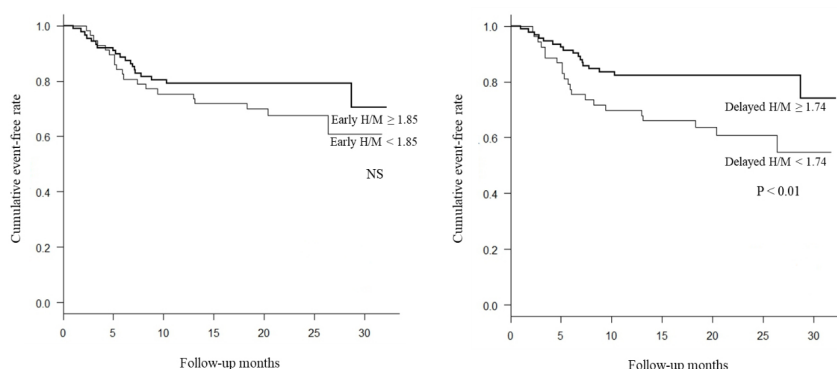 1.0
0.8
0.6
0.4
0.2
0.0
Cumulative event-free rate
Early H/M ≥ 1.85
Early H/M < 1.85
NS
0 5 10 15 20 25 30
Follow-up months
1.0
0.8
0.6
0.4
0.2
0.0
Cumulative event-free rate
Delayed H/M ≥ 1.74
Delayed H/M < 1.74
P < 0.01
0 5 10 15 20 25 30
Follow-up months